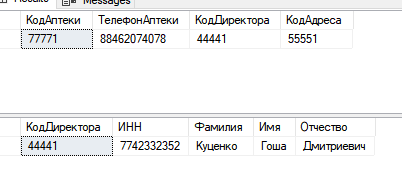 Messages
КодАптеки ТелефонАптеки КодДиректора КодАдреса
77771 88462074078 44441 55551
КодДиректора ИНН Фамилия Имя Отчество
44441 7742332352 Куценко Гоша Дмитриевич